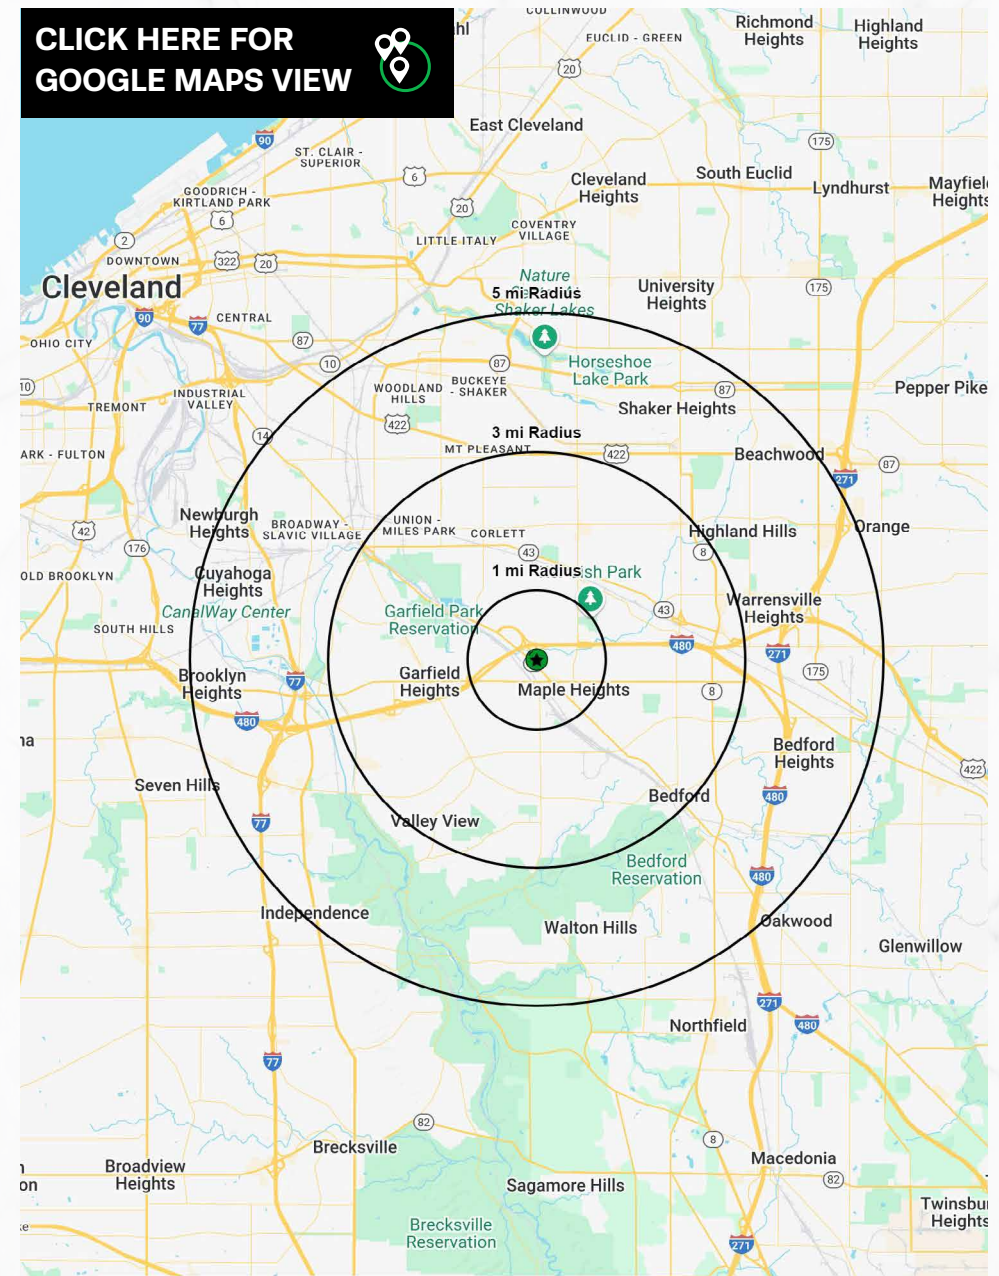 CLICK HERE FOR
GOOGLE MAPS VIEW
COLLINWOOD
EUCLID - GREEN
Richmond
Heights
Highland
Heights
20
East Cleveland
90
175
ST. CLAIR -
SUPERIOR
6
South Euclid
Cleveland
Heights
Lyndhurst
GOODRICH -
KIRTLAND PARK
6
20
COVENTRY
VILLAGE
LITTLE ITALY
2
DOWNTOWN
322
20
Cleveland
Nature
5 mi Radius
Shaker Lakes
University
Heights
175
90
77
CENTRAL
OHIO CITY
87
10
87
Horseshoe
Lake Park
10
WOODLAND
HILLS
BUCKEYE
- SHAKER
87
Pepper Pike
INDUSTRIAL
VALLEY
TREMONT
422
Shaker Heights
14
3 mi Radius
MT PLEASANT
422
Beachwood
87
ARK - FULTON
271
Newburgh
Heights
BROADWAY -
SLAVIC VILLAGE
UNION -
MILES PARK
CORLETT
Highland Hills
Orange
42
176
43
8
OLD BROOKLYN
Cuyahoga
Heights
1 mi Radius
ish Park
CanalWay Center
Garfield Park
Reservation
43
Warrensville
Heights
SOUTH HILLS
480
271
175
Brooklyn
Heights
77
Garfield
Heights
Maple Heights
8
480
Bedford
Heights
422
Seven Hills
Bedford
480
77
Valley View
Bedford
Reservation
480
Independence
Walton Hills
Oakwood
Glenwillow
271
480
Northfield
77
82
8
Brecksville
Macedonia
Broadview
Heights
Sagamore Hills
82
Brecksville
Reservation
Heights
271